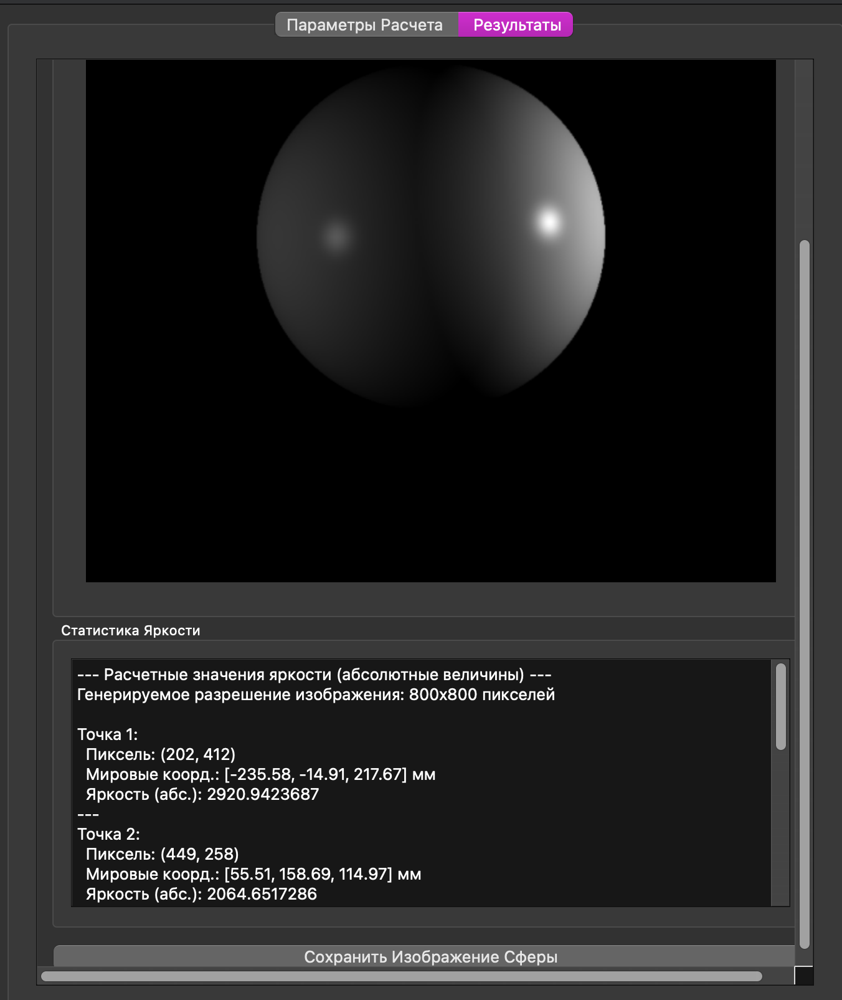 Параметры Расчета
Результаты
Статистика Яркости
--- Расчетные значения яркости (абсолютные величины) ---
Генерируемое разрешение изображения: 800x800 пикселей
Точка 1:
Пиксель: (202, 412)
Мировые коорд.: [-235.58, -14.91, 217.67] мм
Яркость (абс.): 2920.9423687
---
Точка 2:
Пиксель: (449, 258)
Мировые коорд.: [55.51, 158.69, 114.97] мм
Яркость (абс.): 2064.6517286
Сохранить Изображение Сферы